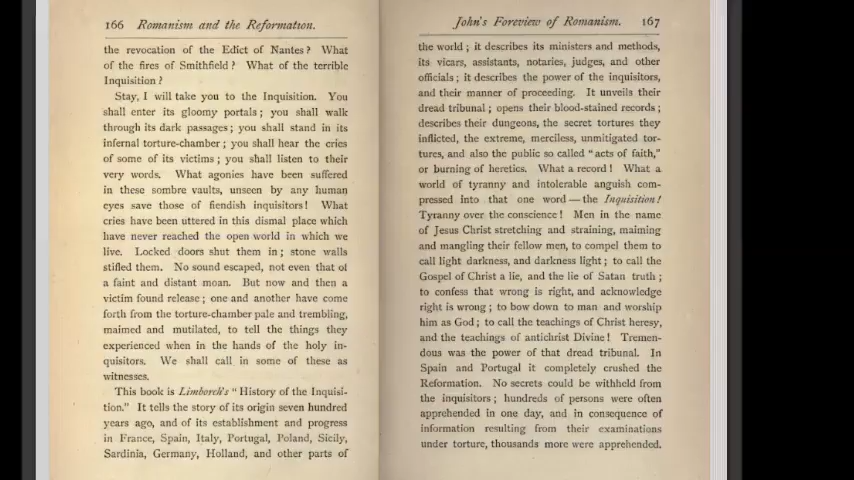 166 Romanism and the Reformation.
the revocation of the Edict of Nantes? What
of the fires of Smithfield? What of the terrible
Inquisition?
Stay, I will take you to the Inquisition. You
shall enter its gloomy portals; you shall walk
through its dark passages; you shall stand in its
infernal torture-chamber; you shall hear the cries
of some of its victims; you shall listen to their
very words. What agonies have been suffered
in these sombre vaults, unseen by any human
eyes save those of fiendish inquisitors! What
cries have been uttered in this dismal place which
have never reached the open world in which we
live. Locked doors shut them in; stone walls
stifled them. No sound escaped, not even that of
a faint and distant moan. But now and then a
victim found release; one and another have come
forth from the torture-chamber pale and trembling,
maimed and mutilated, to tell the things they
experienced when in the hands of the holy in-
quisitors. We shall call in some of these as
witnesses.
This book is Limborch's "History of the Inquisi-
tion." It tells the story of its origin seven hundred
years ago, and of its establishment and progress
in France, Spain, Italy, Portugal, Poland, Sicily,
Sardinia, Germany, Holland, and other parts of
John's Foreview of Romanism. 167
the world; it describes its ministers and methods,
its vicars, assistants, notaries, judges, and other
officials; it describes the power of the inquisitors,
and their manner of proceeding. It unveils their
dread tribunal; opens their blood-stained records;
describes their dungeons, the secret tortures they
inflicted, the extreme, merciless, unmitigated tor-
tures, and also the public so called "acts of faith,"
or burning of heretics. What a record! What a
world of tyranny and intolerable anguish com-
pressed into that one word—the Inquisition!
Tyranny over the conscience! Men in the name
of Jesus Christ stretching and straining, maiming
and mangling their fellow men, to compel them to
call light darkness, and darkness light; to call the
Gospel of Christ a lie, and the lie of Satan truth;
to confess that wrong is right, and acknowledge
right is wrong; to bow down to man and worship
him as God; to call the teachings of Christ heresy,
and the teachings of antichrist Divine! Tremen-
dous was the power of that dread tribunal. In
Spain and Portugal it completely crushed the
Reformation. No secrets could be withheld from
the inquisitors; hundreds of persons were often
apprehended in one day, and in consequence of
information resulting from their examinations
under torture, thousands more were apprehended.